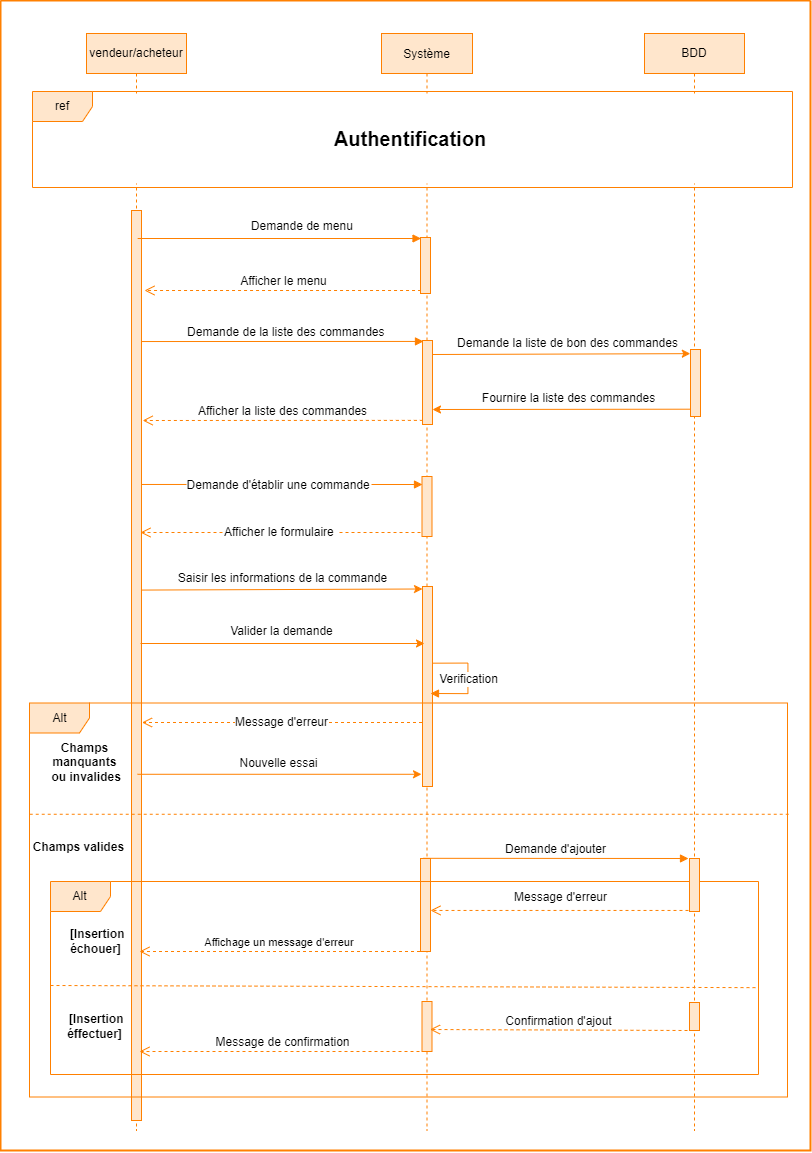 vendeur/acheteur
Système
BDD
ref
Authentification
Demande de menu
Afficher le menu
Demande de la liste des commandes
Demande la liste de bon des commandes
Fournire la liste des commandes
Afficher la liste des commandes
Demande d'établir une commande
Afficher le formulaire
Saisir les informations de la commande
Valider la demande
Verification
Alt
Message d'erreur
Champs
manquants
ou invalides
Nouvelle essai
Champs valides
Demande d'ajouter
Alt
Message d'erreur
[Insertion
échouer]
Affichage un message d'erreur
[Insertion
éffectuer]
Confirmation d'ajout
Message de confirmation